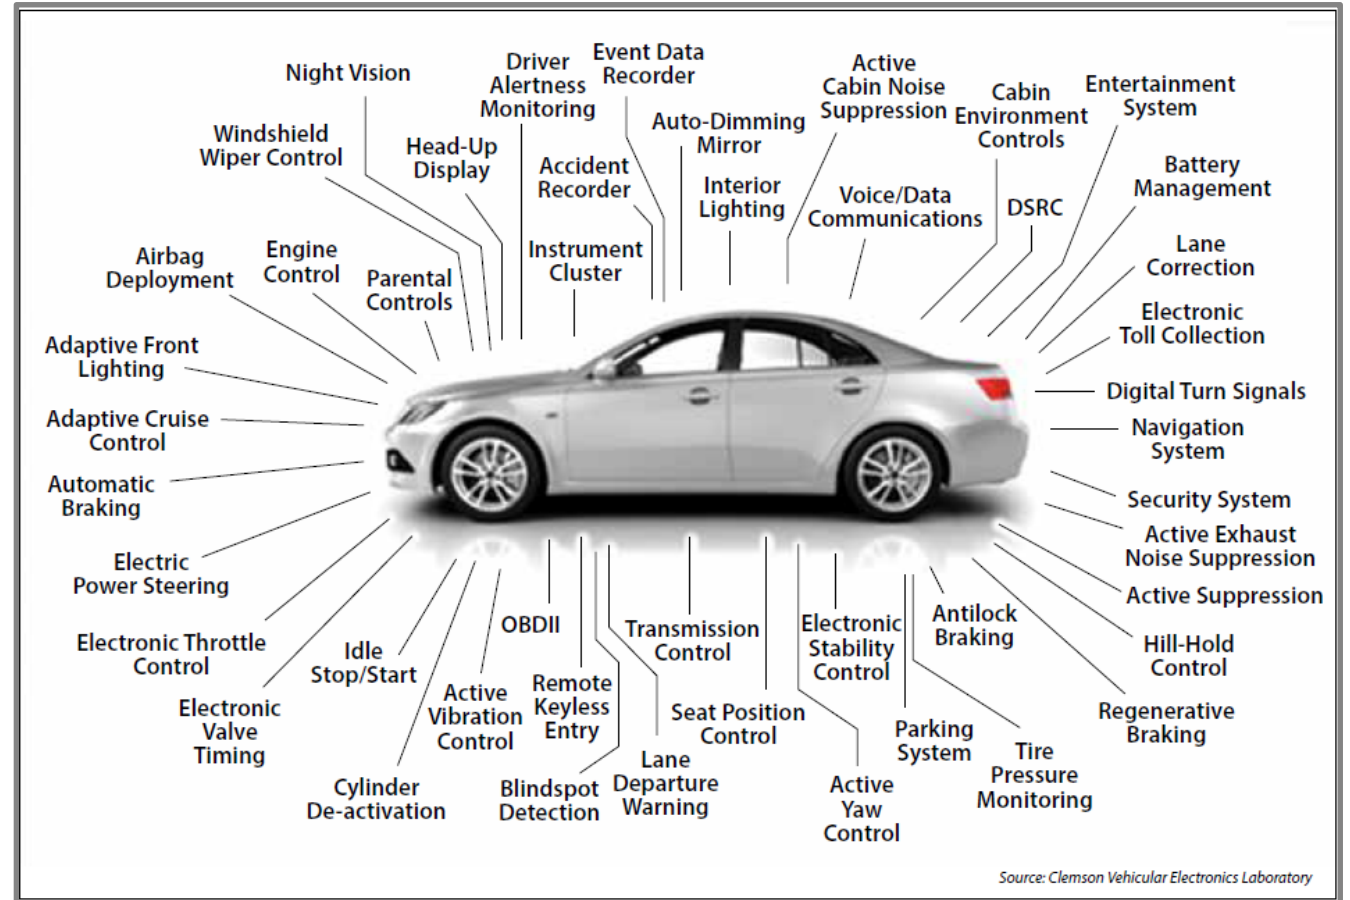 Night Vision
Driver
Alertness
Monitoring
Event Data
Recorder
Active
Cabin Noise
Suppression
Cabin
Environment
Controls
Entertainment
System
Windshield
Wiper Control
Head-Up
Display
Accident
Recorder
Auto-Dimming
Mirror
Interior
Lighting
Voice/Data
Communications
DSRC
Battery
Management
Airbag
Deployment
Engine
Control
Parental
Controls
Instrument
Cluster
Lane
Correction
Electronic
Toll Collection
Adaptive Front
Lighting
Digital Turn Signals
Adaptive Cruise
Control
Navigation
System
Automatic
Braking
Security System
Electric
Power Steering
Active Exhaust
Noise Suppression
Active Suppression
Electronic Throttle
Control
Idle
Stop/Start
OBDII
Transmission
Control
Electronic
Stability
Control
Antilock
Braking
Hill-Hold
Control
Electronic
Valve
Timing
Active
Vibration
Control
Remote
Keyless
Entry
Seat Position
Control
Parking
System
Regenerative
Braking
Cylinder
De-activation
Blindspot
Detection
Lane
Departure
Warning
Active
Yaw
Control
Tire
Pressure
Monitoring
Source: Clemson Vehicular Electronics Laboratory